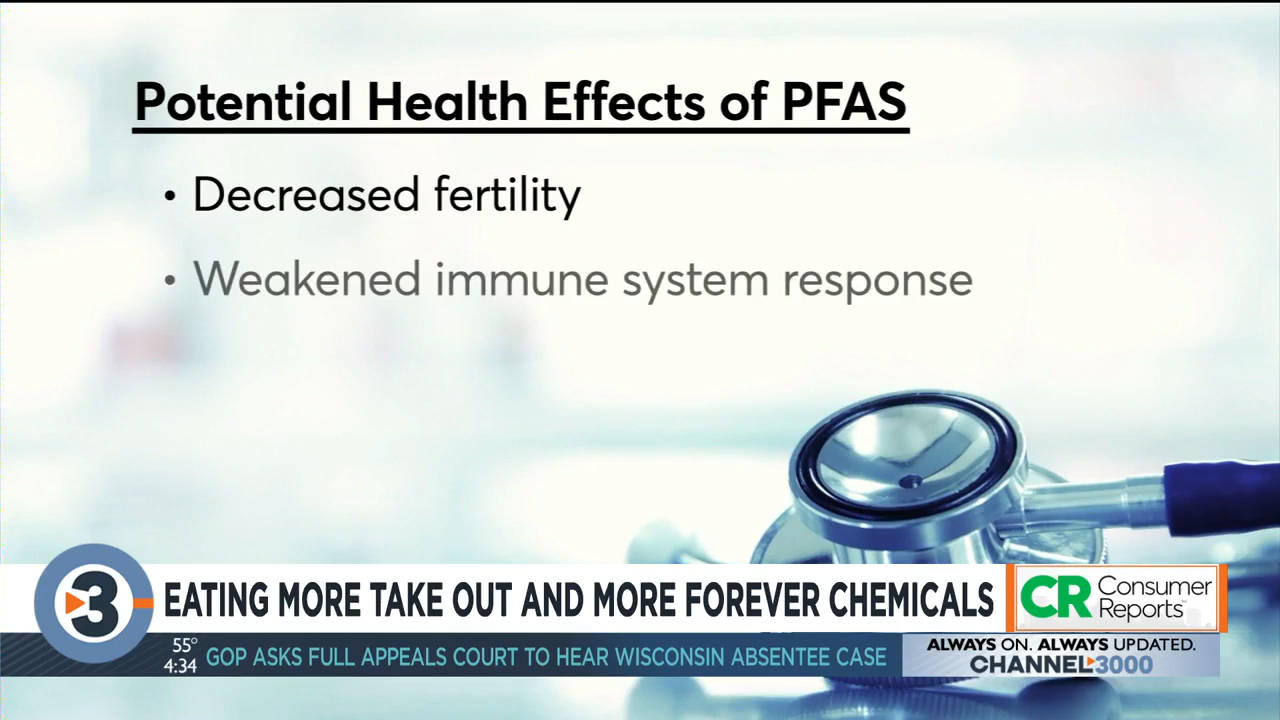 Potential Health Effects of PFAS
• Decreased fertility
• Weakened immune system response
3
EATING MORE TAKE OUT AND MORE FOREVER CHEMICALS
CR Consumer
Reports™
55°
4:34
GOP ASKS FULL APPEALS COURT TO HEAR WISCONSIN ABSENTEE CASE
ALWAYS ON. ALWAYS UPDATED.
CHANNEL3000